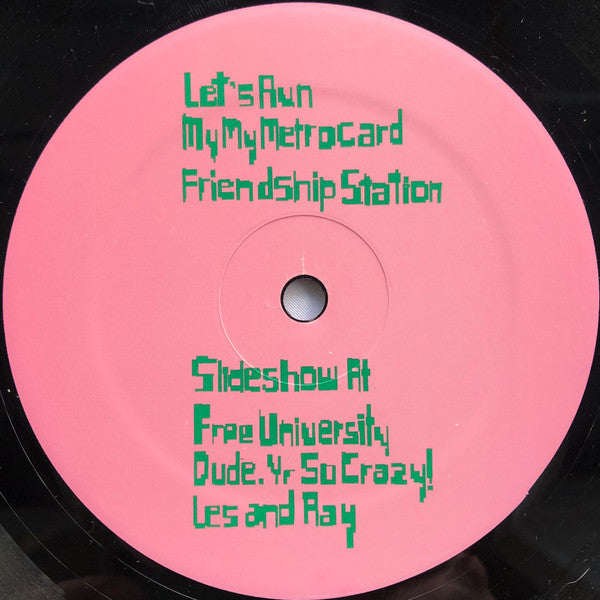 Let's Run
My My Metrocard
Friendship Station
Slideshow At
Free University
Dude. Yr So Crazy!
Les and Ray